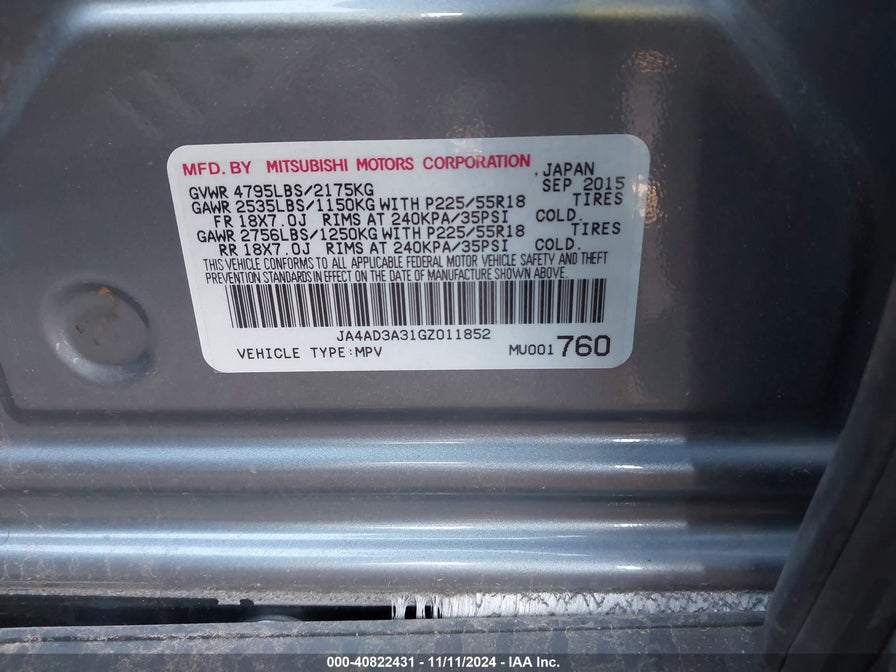 MFD. BY MITSUBISHI MOTORS CORPORATION , JAPAN
GVWR 4795LBS/2175KG SEP 2015
GAWR 2535LBS/1150KG WITH P225/55R18 TIRES
FR 18X7.0J RIMS AT 240KPA/35PSI COLD.
GAWR 2756LBS/1250KG WITH P225/55R18 TIRES
RR 18X7.0J RIMS AT 240KPA/35PSI COLD.
THIS VEHICLE CONFORMS TO ALL APPLICABLE FEDERAL MOTOR VEHICLE SAFETY AND THEFT
PREVENTION STANDARDS IN EFFECT ON THE DATE OF MANUFACTURE SHOWN ABOVE.
JA4AD3A31GZ011852
VEHICLE TYPE:MPV MU001 760
000-40822431 - 11/11/2024 - IAA Inc.